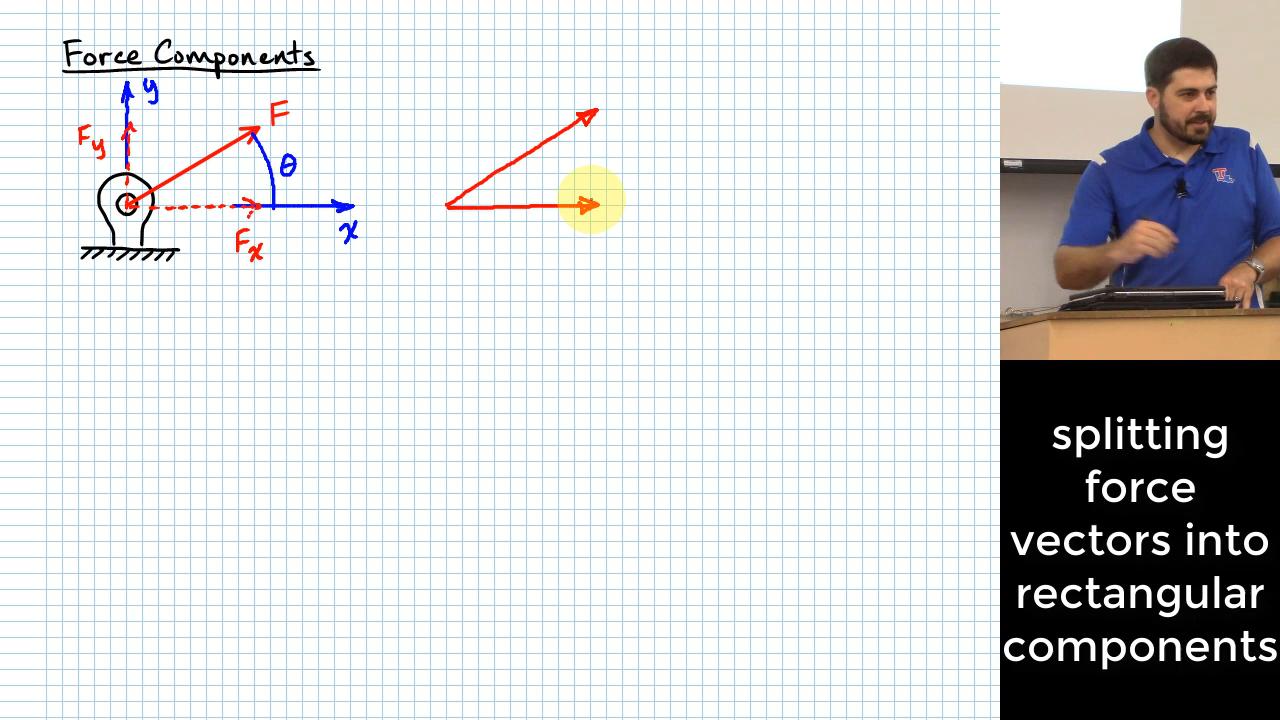 Force Components
y
F
Fy
θ
Fx
x
splitting
force
vectors into
rectangular
components